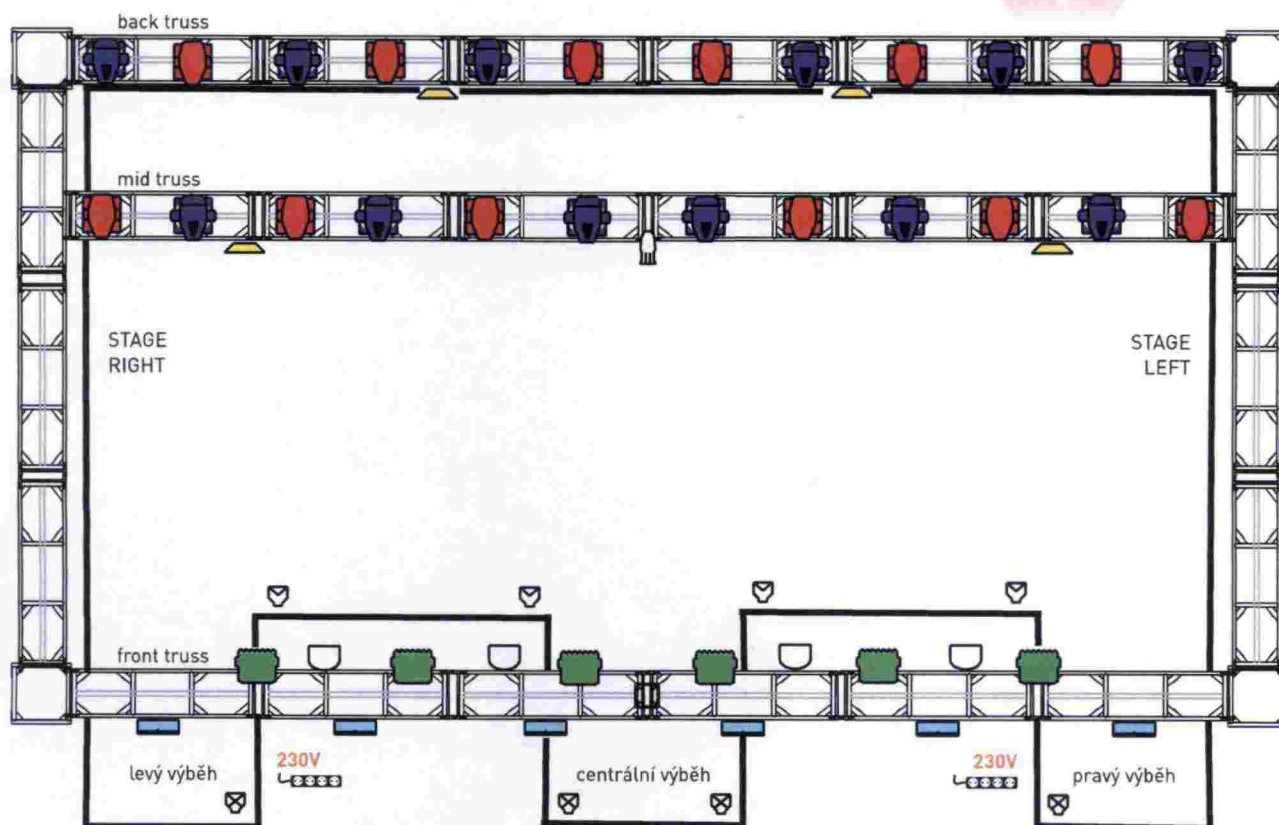 back truss
mid truss
STAGE
RIGHT
STAGE
LEFT
front truss
levý výběh
230V
centrální výběh
230V
pravý výběh